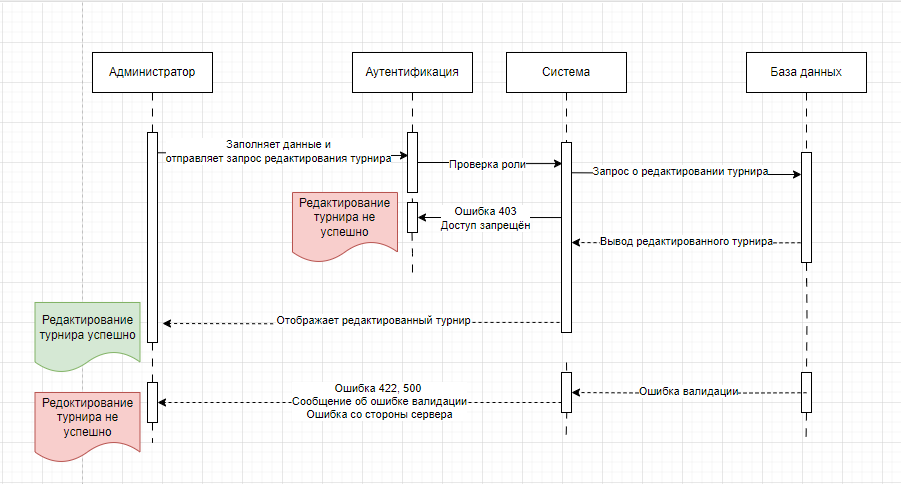 Администратор
Аутентификация
Система
База данных
Заполняет данные и
отправляет запрос редактирования турнира
Проверка роли
Запрос о редактировании турнира
Редактирование
турнира не
успешно
Ошибка 403
Доступ запрещён
Вывод редактированного турнира
Редактирование
турнира успешно
Отображает редактированный турнир
Ошибка 422, 500
Сообщение об ошибке валидации
Ошибка со стороны сервера
Ошибка валидации
Редоктирование
турнира не
успешно